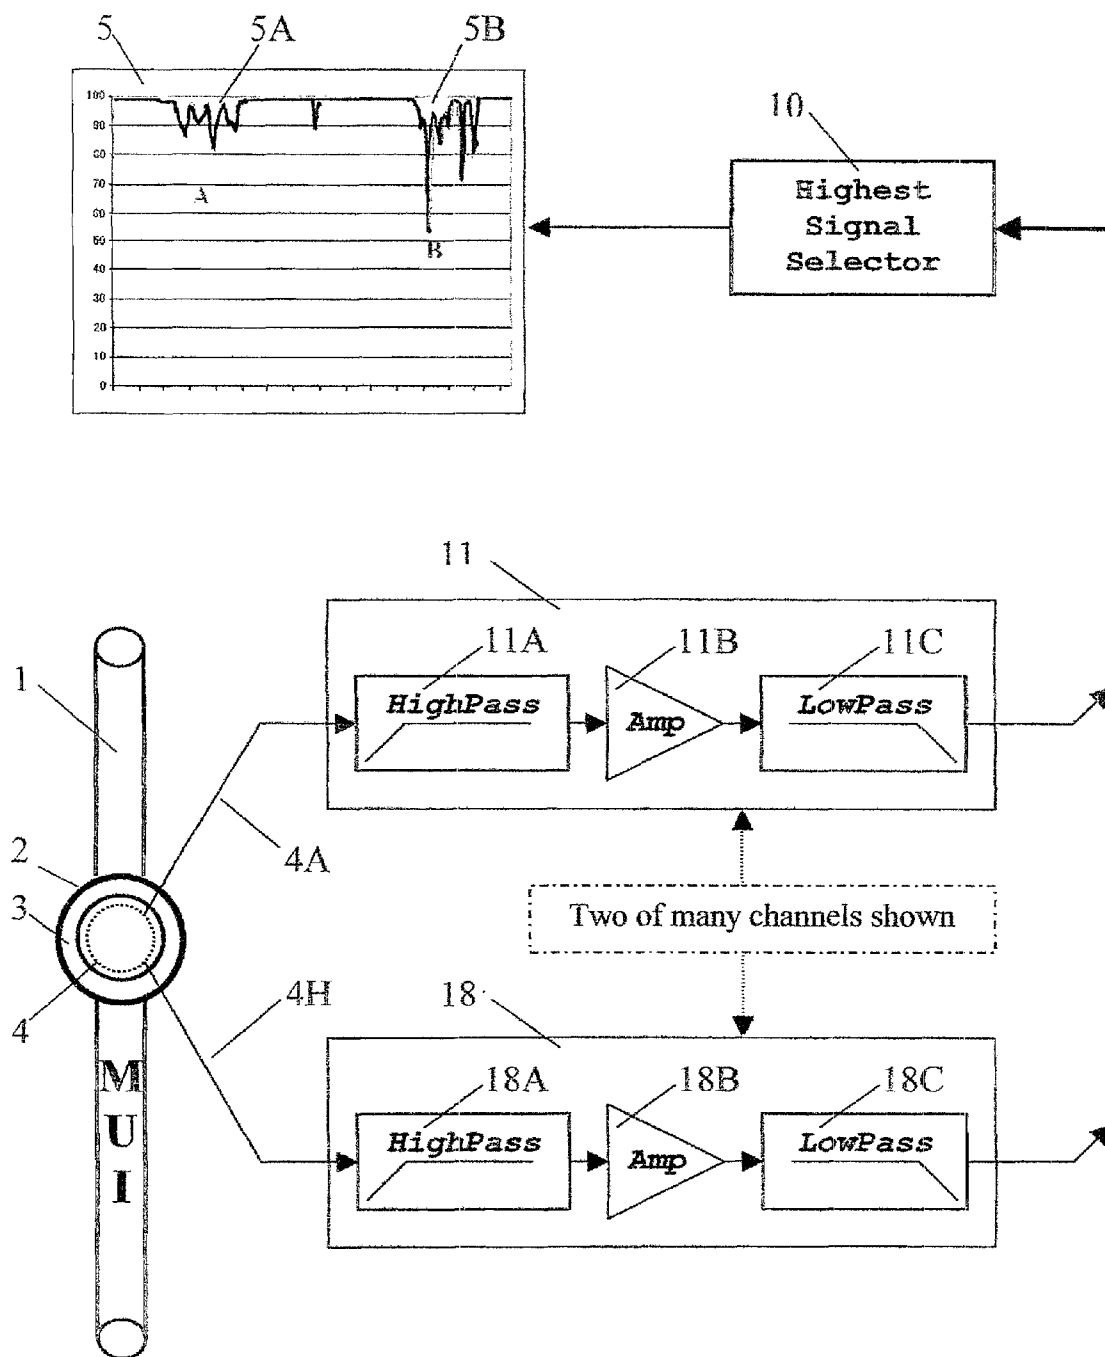 5
5A
5B
100
90
80
70
60
50
40
30
20
10
0
A
B
10
Highest
Signal
Selector
11
11A
11B
11C
HighPass
Amp
LowPass
1
2
3
4
4A
Two of many channels shown
4H
18
18A
18B
18C
HighPass
Amp
LowPass
M
U
I